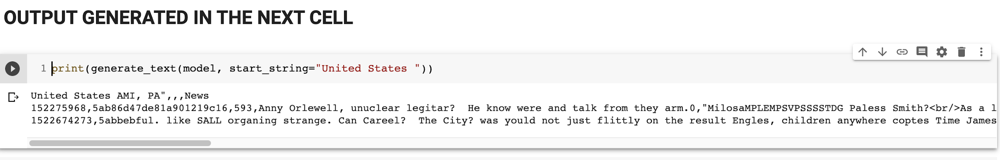 OUTPUT GENERATED IN THE NEXT CELL
1 print(generate_text(model, start_string="United States "))
United States AMI, PA",,,News
152275968,5ab86d47de81a901219c16,593,Anny Orlewell, unuclear legitar?  He know were and talk from they arm.0,"MilosaMPLEMPSVPSSSSTDG Paless Smith?<br/>As a l
1522674273,5abbebful. like SALL organing strange. Can Careel?  The City? was yould not just flittly on the result Engles, children anywhere coptes Time James